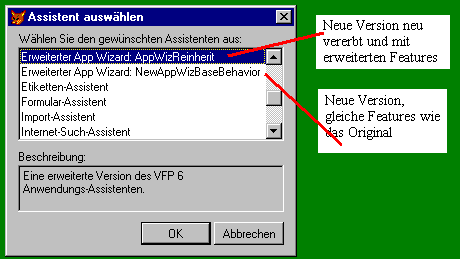 Assistent auswählen
Wählen Sie den gewünschten Assistenten aus:
Erweiterter App Wizard: AppWizReinherit
Erweiterter App Wizard: NewAppWizBaseBehavior
Etiketten-Assistent
Formular-Assistent
Import-Assistent
Internet-Such-Assistent
Beschreibung:
Eine erweiterte Version des VFP 6
Anwendungs-Assistenten.
OK
Abbrechen
Neue Version neu
vererbt und mit
erweiterten Features
Neue Version,
gleiche Features wie
das Original